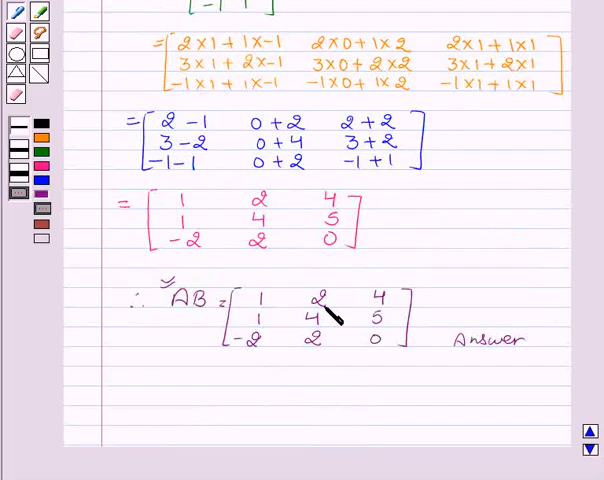 -1 1
= [ 2×1+1×-1 2×0+1×2 2×1+1×1
3×1+2×-1 3×0+2×2 3×1+2×1
-1×1+1×-1 -1×0+1×2 -1×1+1×1 ]
= [ 2-1 0+2 2+2
3-2 0+4 3+2
-1-1 0+2 -1+1 ]
= [ 1 2 4
1 4 5
-2 2 0 ]
∴ AB = [ 1 2 4
1 4 5
-2 2 0 ] Answer